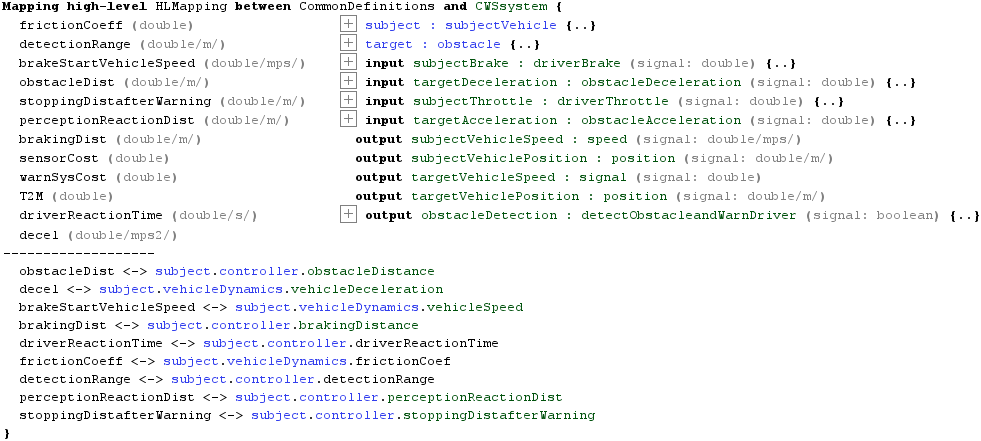 Mapping high-level HLMapping between CommonDefinitions and CWSsystem {
frictionCoeff (double) + subject : subjectVehicle {..}
detectionRange (double/m/) + target : obstacle {..}
brakeStartVehicleSpeed (double/mps/) + input subjectBrake : driverBrake (signal: double) {..}
obstacleDist (double/m/) + input targetDeceleration : obstacleDeceleration (signal: double) {..}
stoppingDistafterWarning (double/m/) + input subjectThrottle : driverThrottle (signal: double) {..}
perceptionReactionDist (double/m/) + input targetAcceleration : obstacleAcceleration (signal: double) {..}
brakingDist (double/m/) output subjectVehicleSpeed : speed (signal: double/mps/)
sensorCost (double) output subjectVehiclePosition : position (signal: double/m/)
warnSysCost (double) output targetVehicleSpeed : signal (signal: double)
T2M (double) output targetVehiclePosition : position (signal: double/m/)
driverReactionTime (double/s/) + output obstacleDetection : detectObstacleandWarnDriver (signal: boolean) {..}
decel (double/mps2/)
-------------------
obstacleDist <-> subject.controller.obstacleDistance
decel <-> subject.vehicleDynamics.vehicleDeceleration
brakeStartVehicleSpeed <-> subject.vehicleDynamics.vehicleSpeed
brakingDist <-> subject.controller.brakingDistance
driverReactionTime <-> subject.controller.driverReactionTime
frictionCoeff <-> subject.vehicleDynamics.frictionCoef
detectionRange <-> subject.controller.detectionRange
perceptionReactionDist <-> subject.controller.perceptionReactionDist
stoppingDistafterWarning <-> subject.controller.stoppingDistafterWarning
}